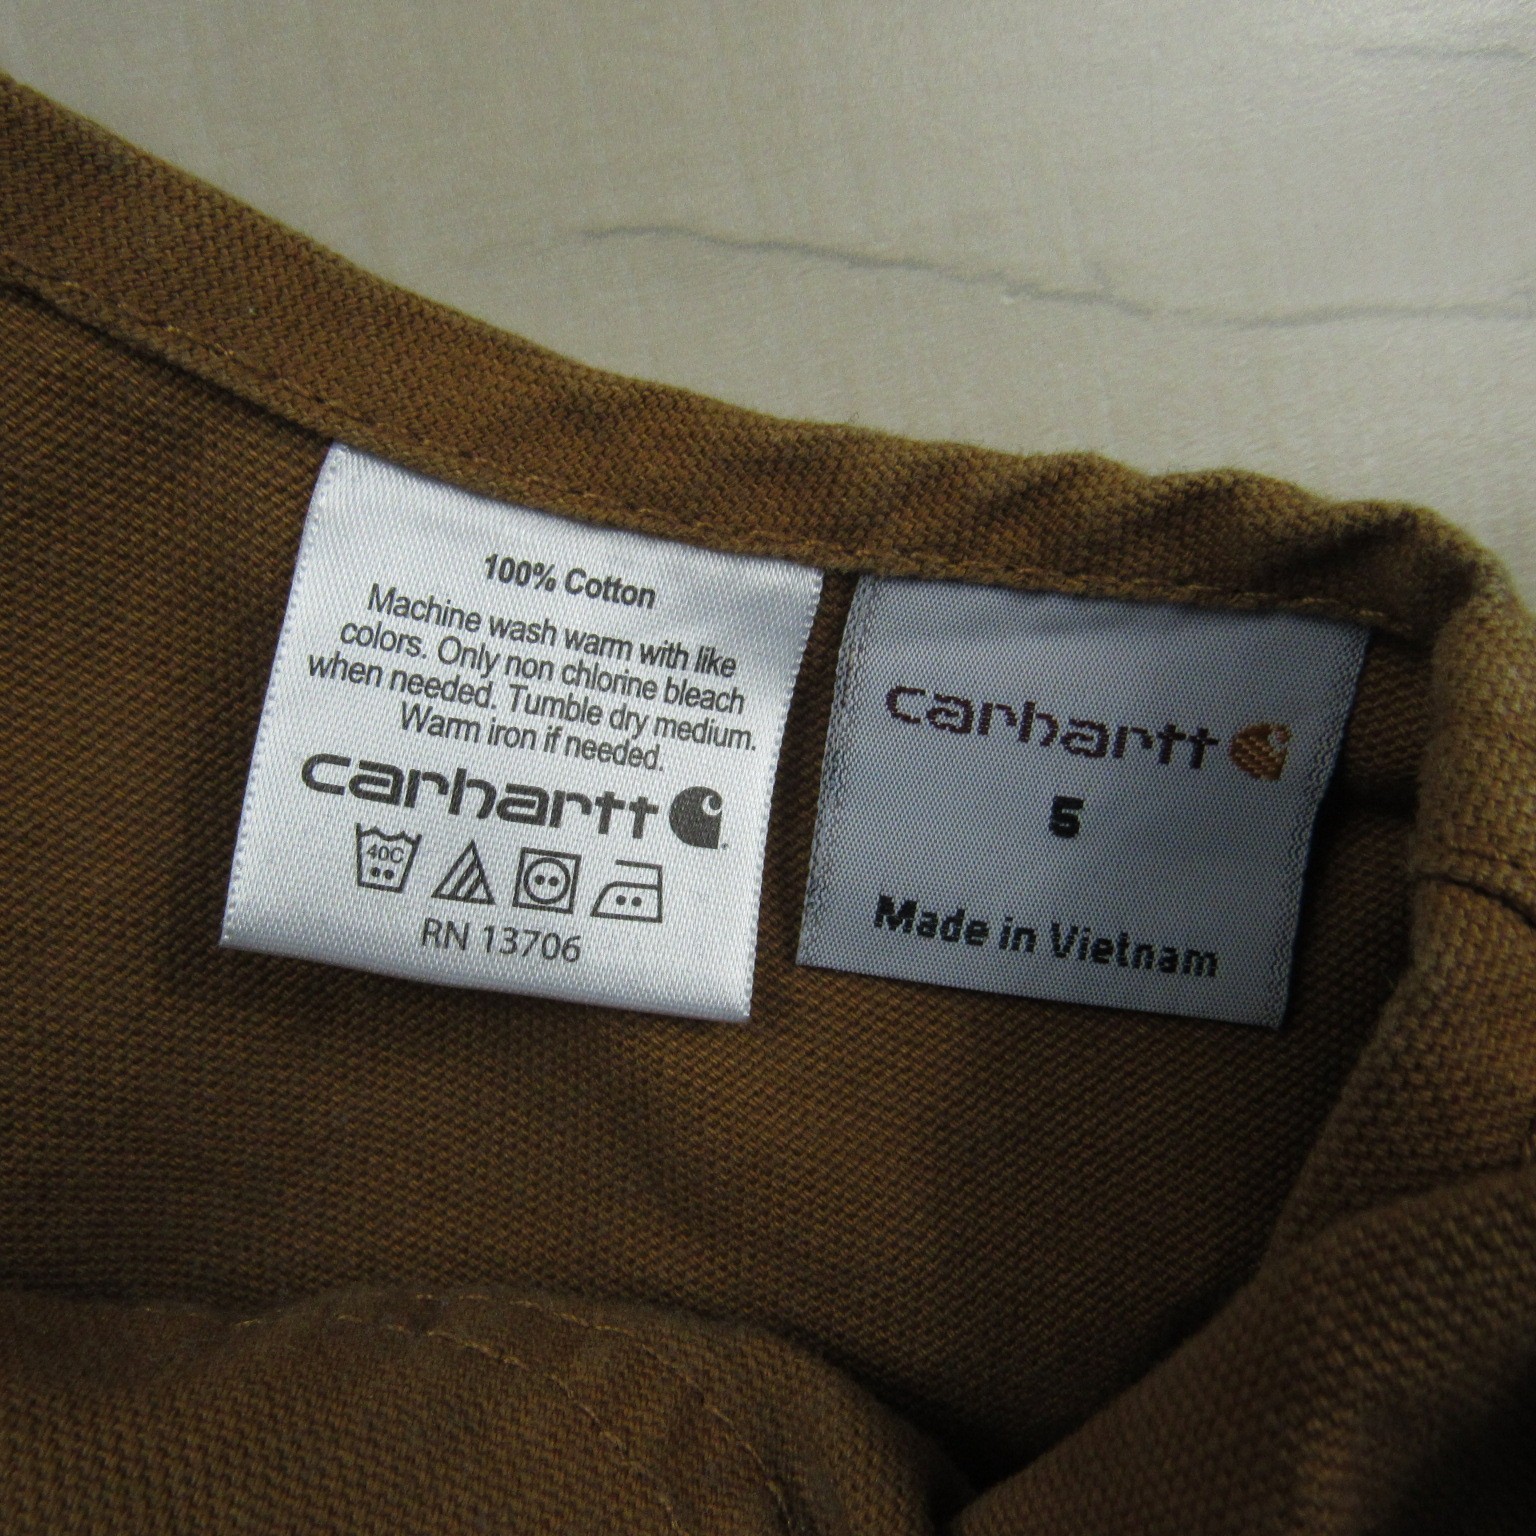 100% Cotton
Machine wash warm with like
colors. Only non chlorine bleach
when needed. Tumble dry medium.
Warm iron if needed.
carhartt
40C
RN 13706
carhartt
5
Made in Vietnam